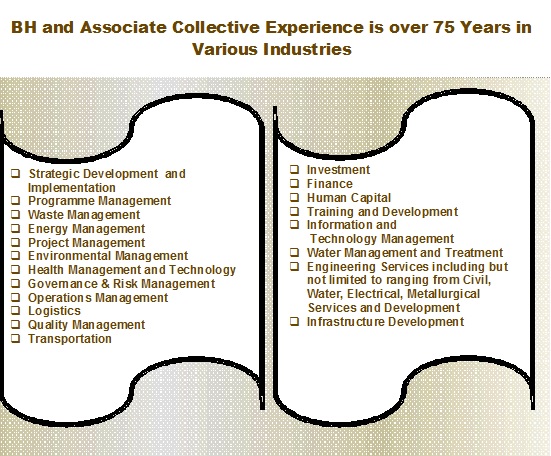 BH and Associate Collective Experience is over 75 Years in
Various Industries
❑ Strategic Development and
Implementation
❑ Programme Management
❑ Waste Management
❑ Energy Management
❑ Project Management
❑ Environmental Management
❑ Health Management and Technology
❑ Governance & Risk Management
❑ Operations Management
❑ Logistics
❑ Quality Management
❑ Transportation
❑ Investment
❑ Finance
❑ Human Capital
❑ Training and Development
❑ Information and
Technology Management
❑ Water Management and Treatment
❑ Engineering Services including but
not limited to ranging from Civil,
Water, Electrical, Metallurgical
Services and Development
❑ Infrastructure Development